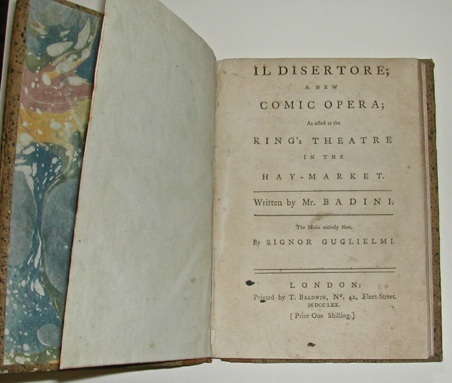 IL DISERTORE;
A NEW
COMIC OPERA;
As acted at the
KING's THEATRE
IN THE
HAY-MARKET.
Written by Mr. BADINI.
The Music entirely New,
By SIGNOR GUGLIELMI.
LONDON:
Printed by T. BALDWIN, No. 42, Fleet-Street.
MDCCLXX.
[Price One Shilling.]